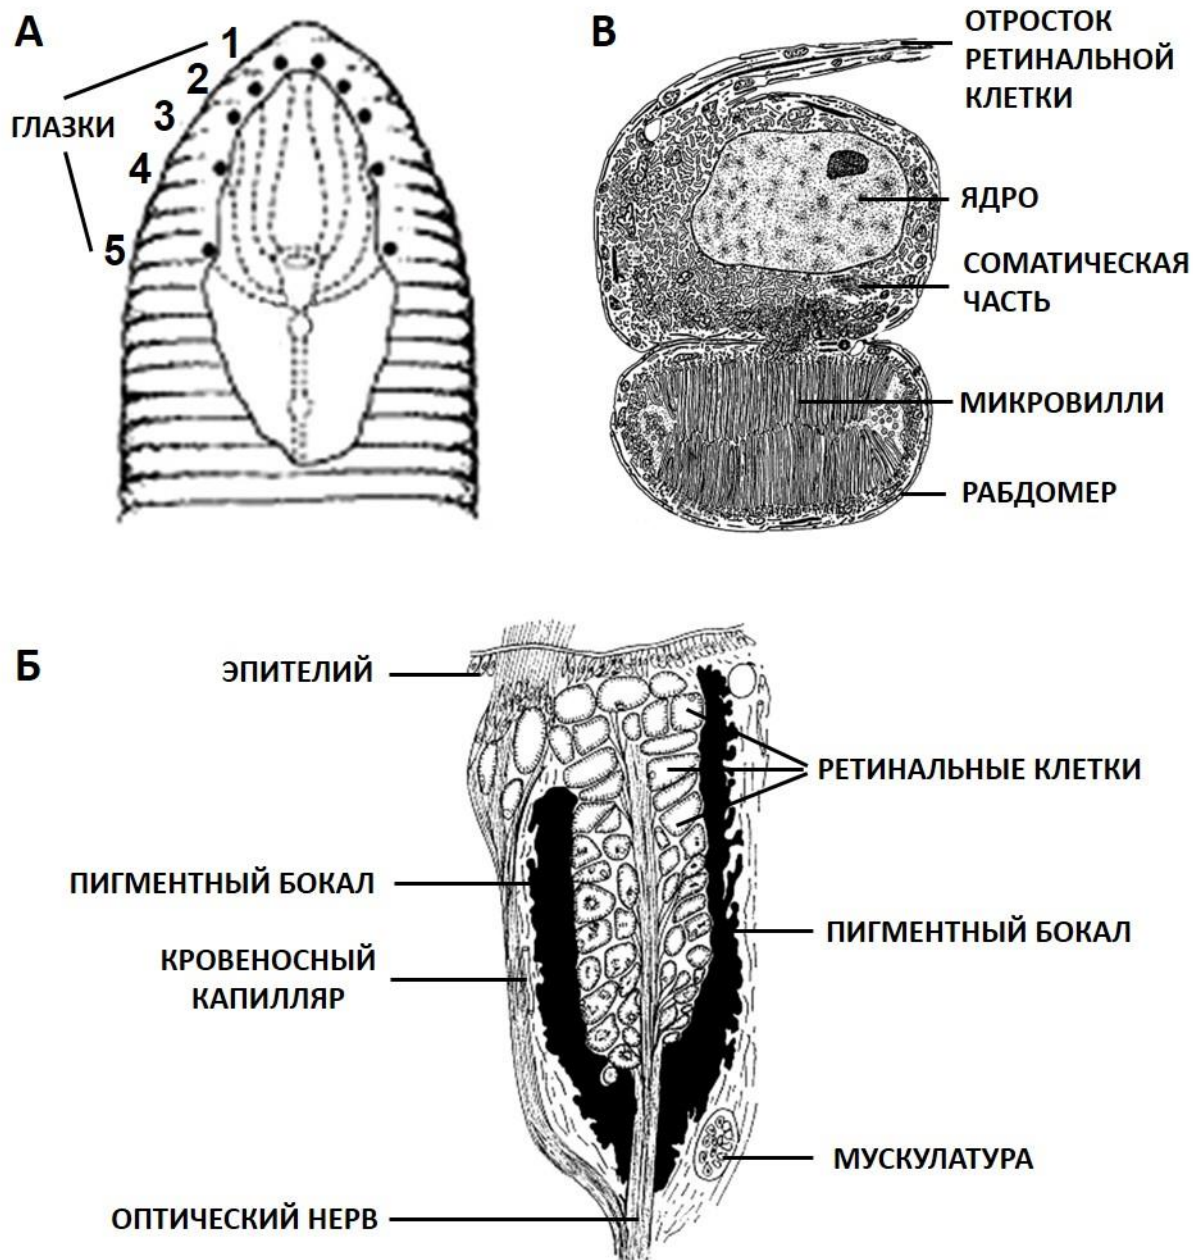 А
1
2
3
4
5
ГЛАЗКИ
В
ОТРОСТОК
РЕТИНАЛЬНОЙ
КЛЕТКИ
ЯДРО
СОМАТИЧЕСКАЯ
ЧАСТЬ
МИКРОВИЛЛИ
РАБДОМЕР
Б
ЭПИТЕЛИЙ
РЕТИНАЛЬНЫЕ КЛЕТКИ
ПИГМЕНТНЫЙ БОКАЛ
ПИГМЕНТНЫЙ БОКАЛ
КРОВЕНОСНЫЙ
КАПИЛЛЯР
МУСКУЛАТУРА
ОПТИЧЕСКИЙ НЕРВ